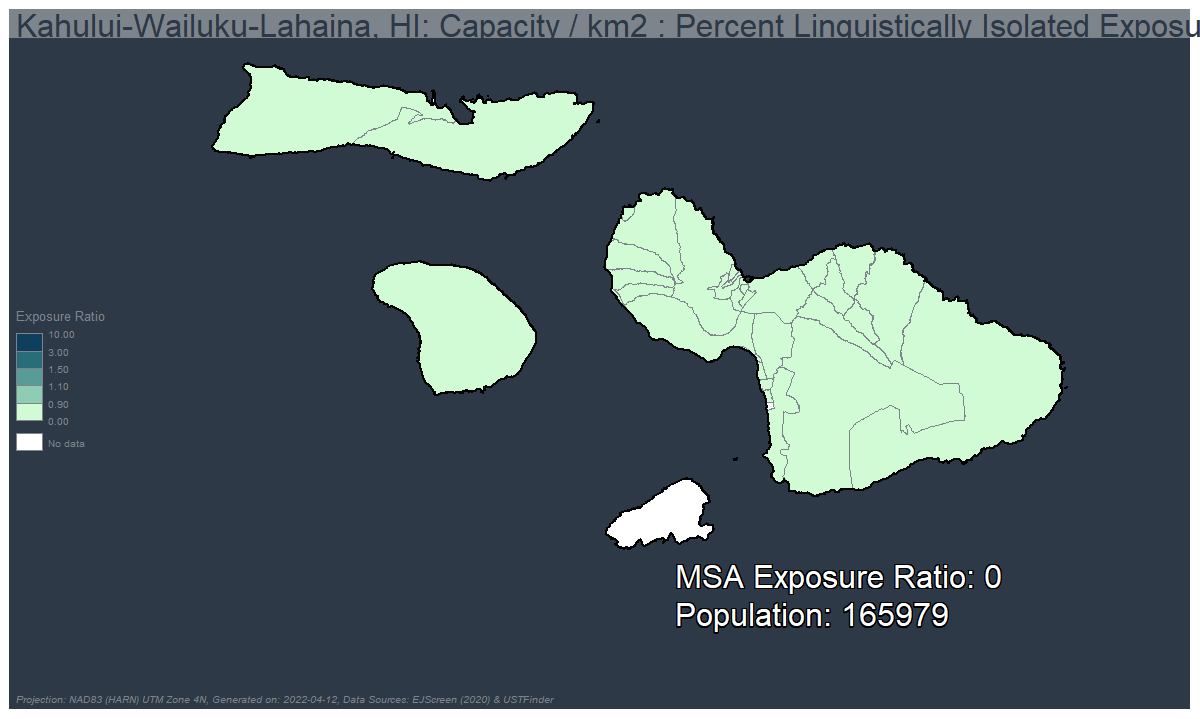 Kahului-Wailuku-Lahaina, HI: Capacity / km2 : Percent Linguistically Isolated Exposu
Exposure Ratio
10.00
3.00
1.50
1.10
0.90
0.00
No data
MSA Exposure Ratio: 0
Population: 165979
Projection: NAD83 (HARN) UTM Zone 4N, Generated on: 2022-04-12, Data Sources: EJScreen (2020) & USTFinder